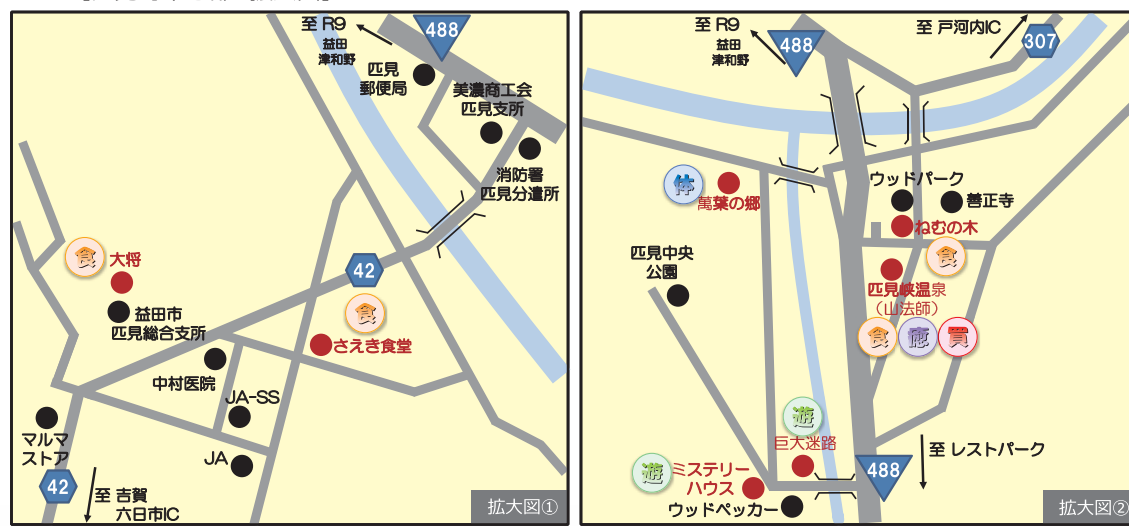 至 R9
益田
津和野
488
匹見
郵便局
美濃商工会
匹見支所
消防署
匹見分遣所
食
大将
42
益田市
匹見総合支所
食
さえき食堂
中村医院
JA-SS
マルマ
ストア
JA
42
至 吉賀
六日市IC
拡大図①
至 R9
益田
津和野
488
至 戸河内IC
307
体
萬葉の郷
ウッドパーク
善正寺
ねむの木
食
匹見中央
公園
匹見峡温泉
(山法師)
食
癒
買
遊
巨大迷路
至 レストパーク
遊
ミステリー
ハウス
488
ウッドペッカー
拡大図②